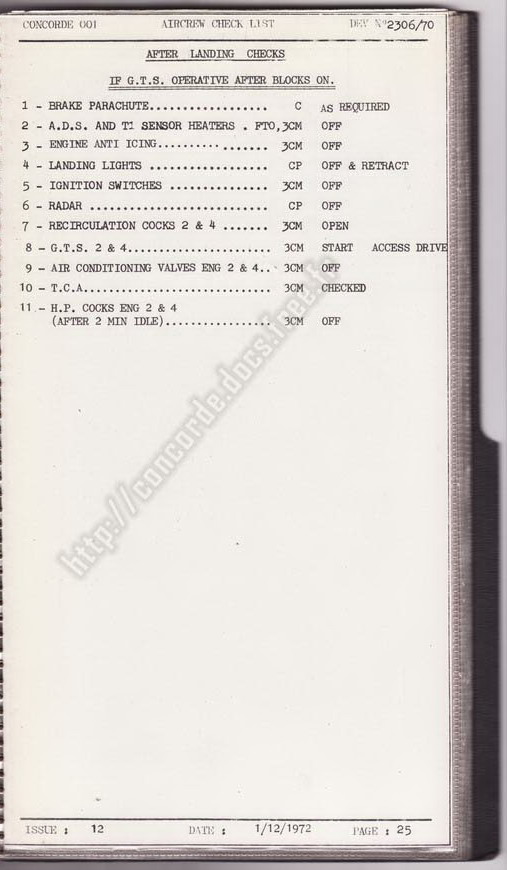 CONCORDE 001 AIRCREW CHECK LIST DEV Nº2306/70
AFTER LANDING CHECKS
IF G.T.S. OPERATIVE AFTER BLOCKS ON.
1 - BRAKE PARACHUTE.................. C AS REQUIRED
2 - A.D.S. AND T1 SENSOR HEATERS . FTO,3CM OFF
3 - ENGINE ANTI ICING................. 3CM OFF
4 - LANDING LIGHTS .................. CP OFF & RETRACT
5 - IGNITION SWITCHES ............... 3CM OFF
6 - RADAR ........................... CP OFF
7 - RECIRCULATION COCKS 2 & 4 ....... 3CM OPEN
8 - G.T.S. 2 & 4...................... 3CM START ACCESS DRIVE
9 - AIR CONDITIONING VALVES ENG 2 & 4... 3CM OFF
10 - T.C.A............................. 3CM CHECKED
11 - H.P. COCKS ENG 2 & 4
(AFTER 2 MIN IDLE)................ 3CM OFF
http://concorde.docs.free.fr
ISSUE : 12 DATE : 1/12/1972 PAGE : 25